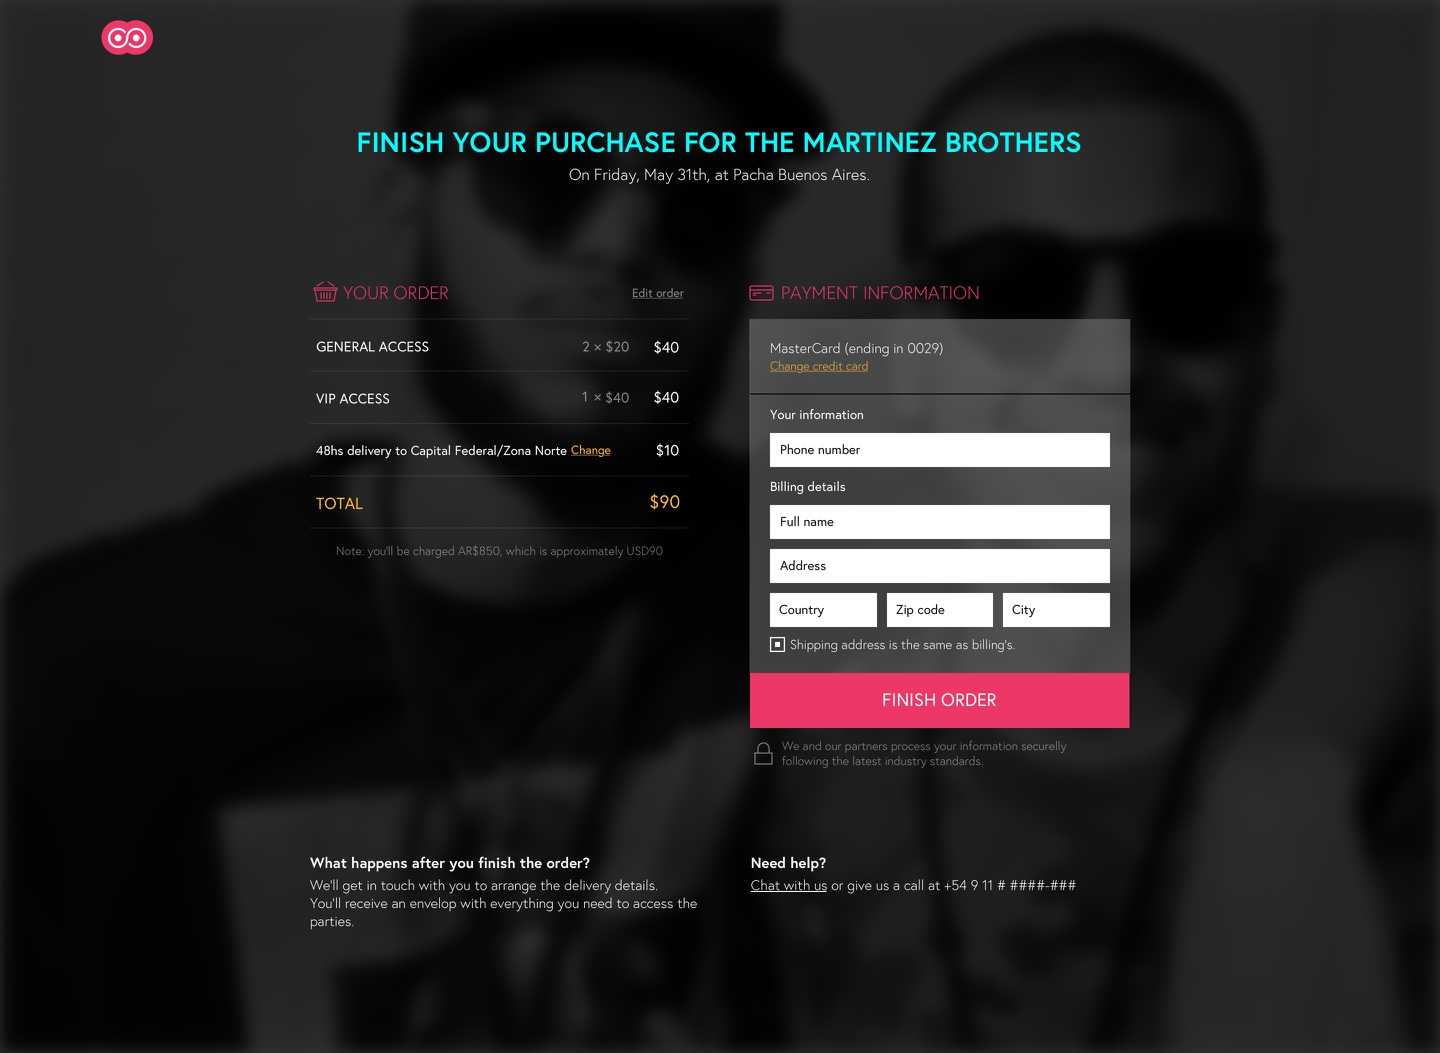 FINISH YOUR PURCHASE FOR THE MARTINEZ BROTHERS
On Friday, May 31th, at Pacha Buenos Aires.
YOUR ORDER
Edit order
GENERAL ACCESS 2 × $20 $40
VIP ACCESS 1 × $40 $40
48hs delivery to Capital Federal/Zona Norte Change $10
TOTAL $90
Note: you'll be charged AR$850, which is approximately USD90
PAYMENT INFORMATION
MasterCard (ending in 0029)
Change credit card
Your information
Phone number
Billing details
Full name
Address
Country Zip code City
Shipping address is the same as billing's.
FINISH ORDER
We and our partners process your information securelly
following the latest industry standards.
What happens after you finish the order?
We'll get in touch with you to arrange the delivery details.
You'll receive an envelop with everything you need to access the
parties.
Need help?
Chat with us or give us a call at +54 9 11 # ####-###